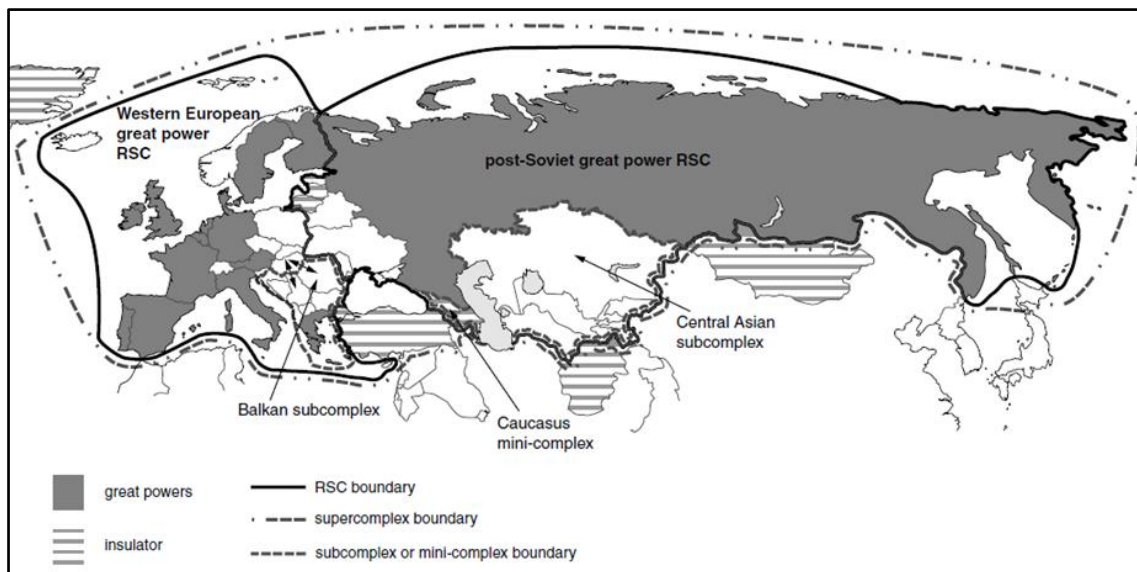 Western European
great power
RSC
post-Soviet great power RSC
Central Asian
subcomplex
Balkan subcomplex
Caucasus
mini-complex
great powers
RSC boundary
supercomplex boundary
insulator
subcomplex or mini-complex boundary